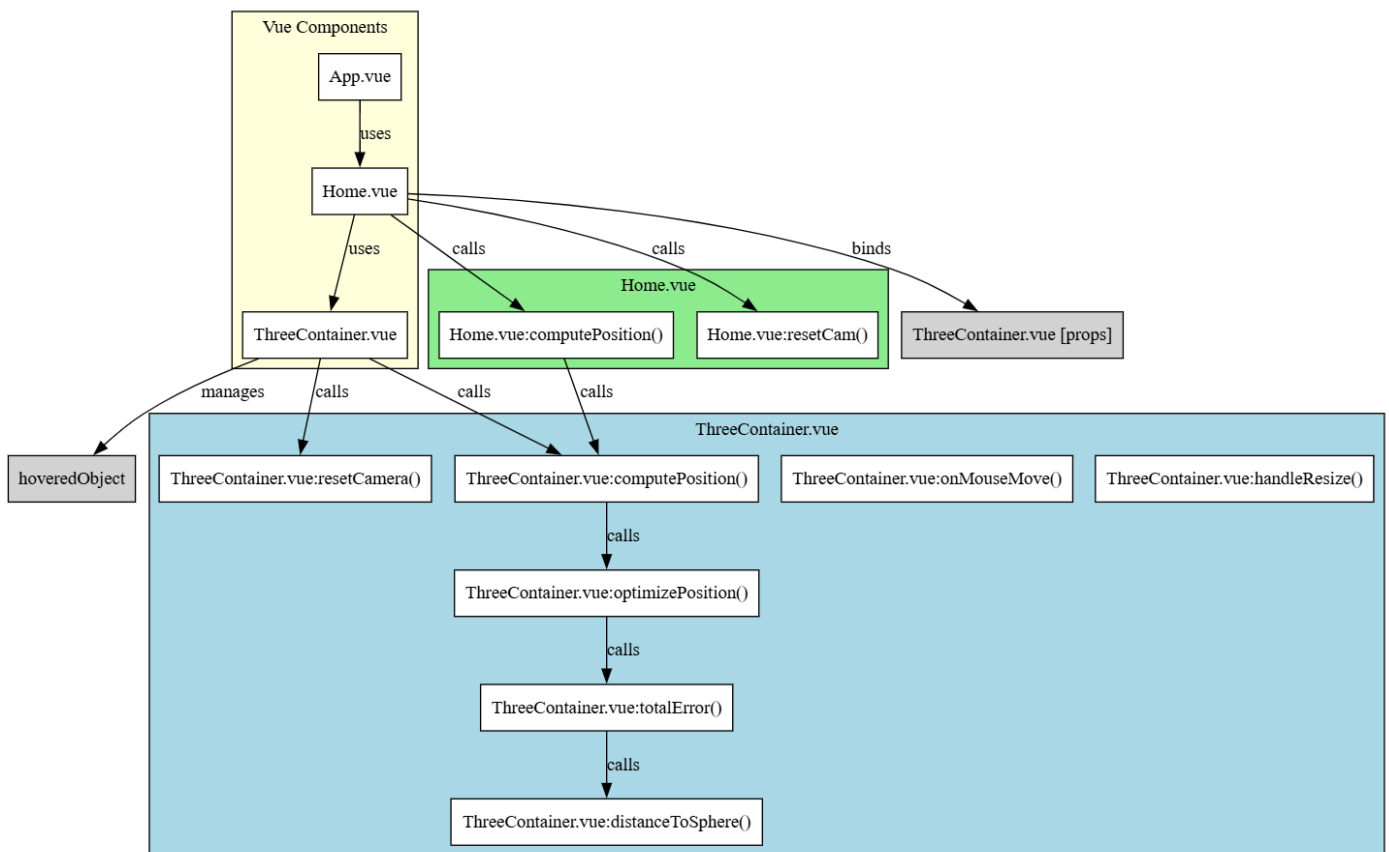 Vue Components
App.vue
uses
Home.vue
uses
calls
calls
binds
Home.vue
ThreeContainer.vue
Home.vue:computePosition()
Home.vue:resetCam()
ThreeContainer.vue [props]
manages
calls
calls
calls
ThreeContainer.vue
hoveredObject
ThreeContainer.vue:resetCamera()
ThreeContainer.vue:computePosition()
ThreeContainer.vue:onMouseMove()
ThreeContainer.vue:handleResize()
calls
ThreeContainer.vue:optimizePosition()
calls
ThreeContainer.vue:totalError()
calls
ThreeContainer.vue:distanceToSphere()